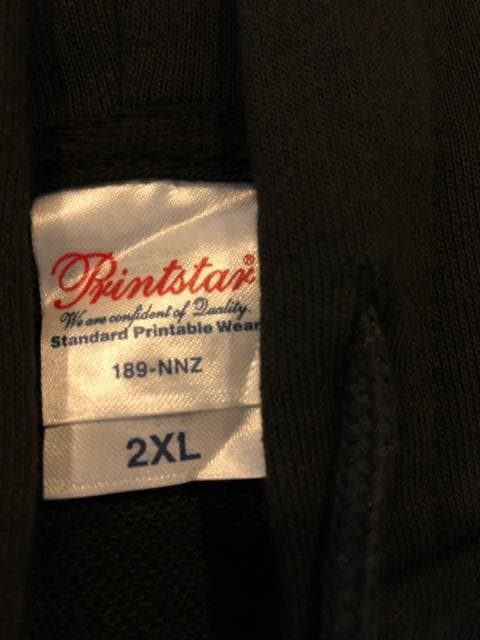 Printstar®
We are confident of Quality.
Standard Printable Wear
189-NNZ
2XL